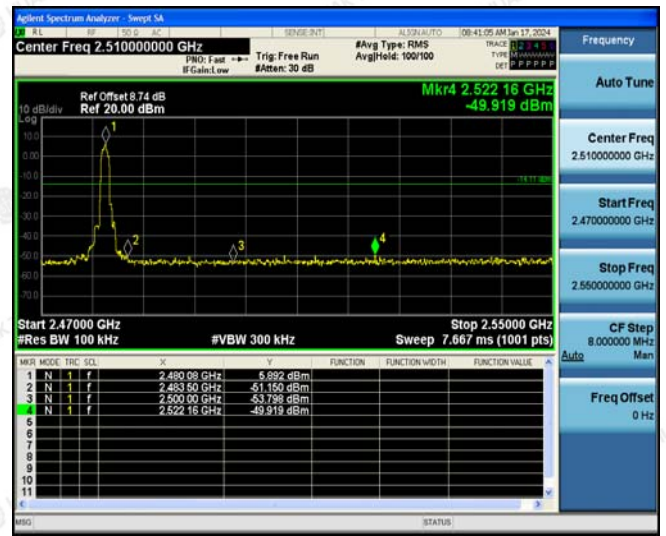 Agilent Spectrum Analyzer - Swept SA
RL RF 50 Ω AC SENSE:INT ALIGNAUTO 08:41:05 AM Jan 17, 2024
Center Freq 2.510000000 GHz
PNO: Fast
IFGain:Low
Trig: Free Run
#Atten: 30 dB
#Avg Type: RMS
Avg|Hold: 100/100
TRACE 1 2 3 4 5 6
TYPE
DET P P P P P P
Mkr4 2.522 16 GHz
-49.919 dBm
Ref Offset 8.74 dB
10 dB/div Ref 20.00 dBm
Log
10.0
0.00
-10.0
-20.0
-30.0
-40.0
-50.0
-60.0
-70.0
1
2
3
4
-14.11 dBm
Start 2.47000 GHz Stop 2.55000 GHz
#Res BW 100 kHz #VBW 300 kHz Sweep 7.667 ms (1001 pts)
MKR MODE TRC SCL X Y FUNCTION FUNCTION WIDTH FUNCTION VALUE
1 N 1 f 2.480 08 GHz 5.892 dBm
2 N 1 f 2.483 50 GHz -51.150 dBm
3 N 1 f 2.500 00 GHz -53.798 dBm
4 N 1 f 2.522 16 GHz -49.919 dBm
5
6
7
8
9
10
11
MSG STATUS
Frequency
Auto Tune
Center Freq
2.510000000 GHz
Start Freq
2.470000000 GHz
Stop Freq
2.550000000 GHz
CF Step
8.000000 MHz
Auto Man
Freq Offset
0 Hz